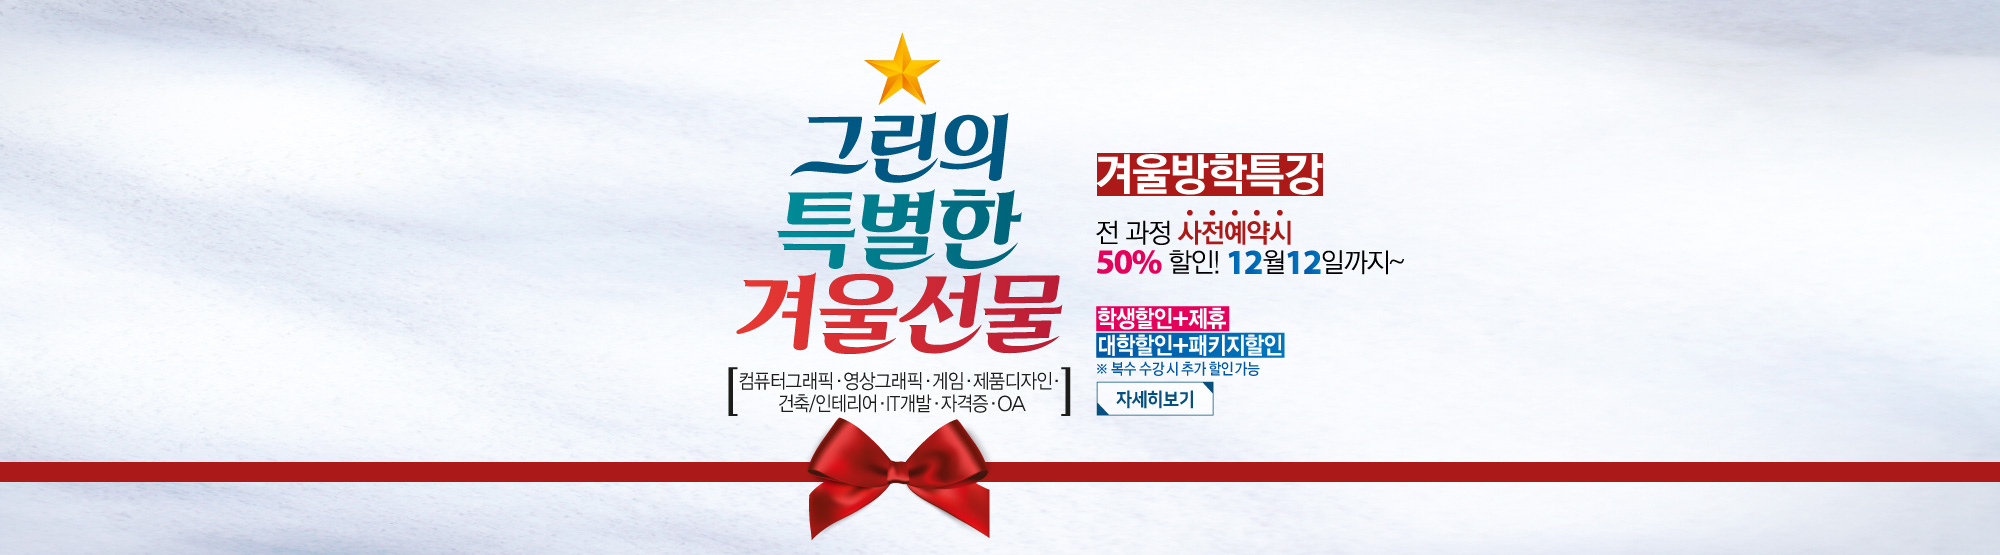 그린의
특별한
겨울선물
[컴퓨터그래픽·영상그래픽·게임·제품디자인·
건축/인테리어·IT개발·자격증·OA]
겨울방학특강
전 과정 사전예약시
50% 할인! 12월12일까지~
학생할인+제휴
대학할인+패키지할인
※ 복수 수강 시 추가 할인 가능
자세히보기